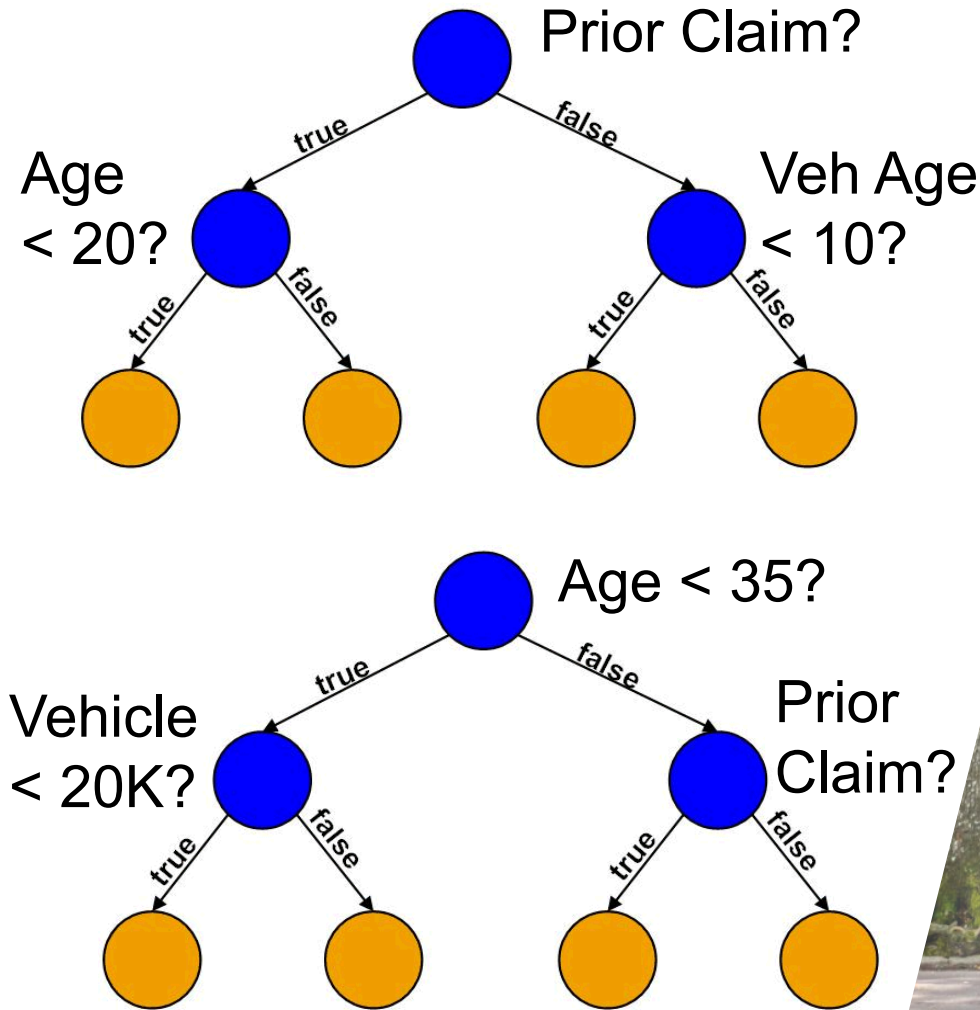 Prior Claim?
true
false
Age
< 20?
Veh Age
< 10?
true
false
true
false
Age < 35?
true
false
Vehicle
< 20K?
Prior
Claim?
true
false
true
false